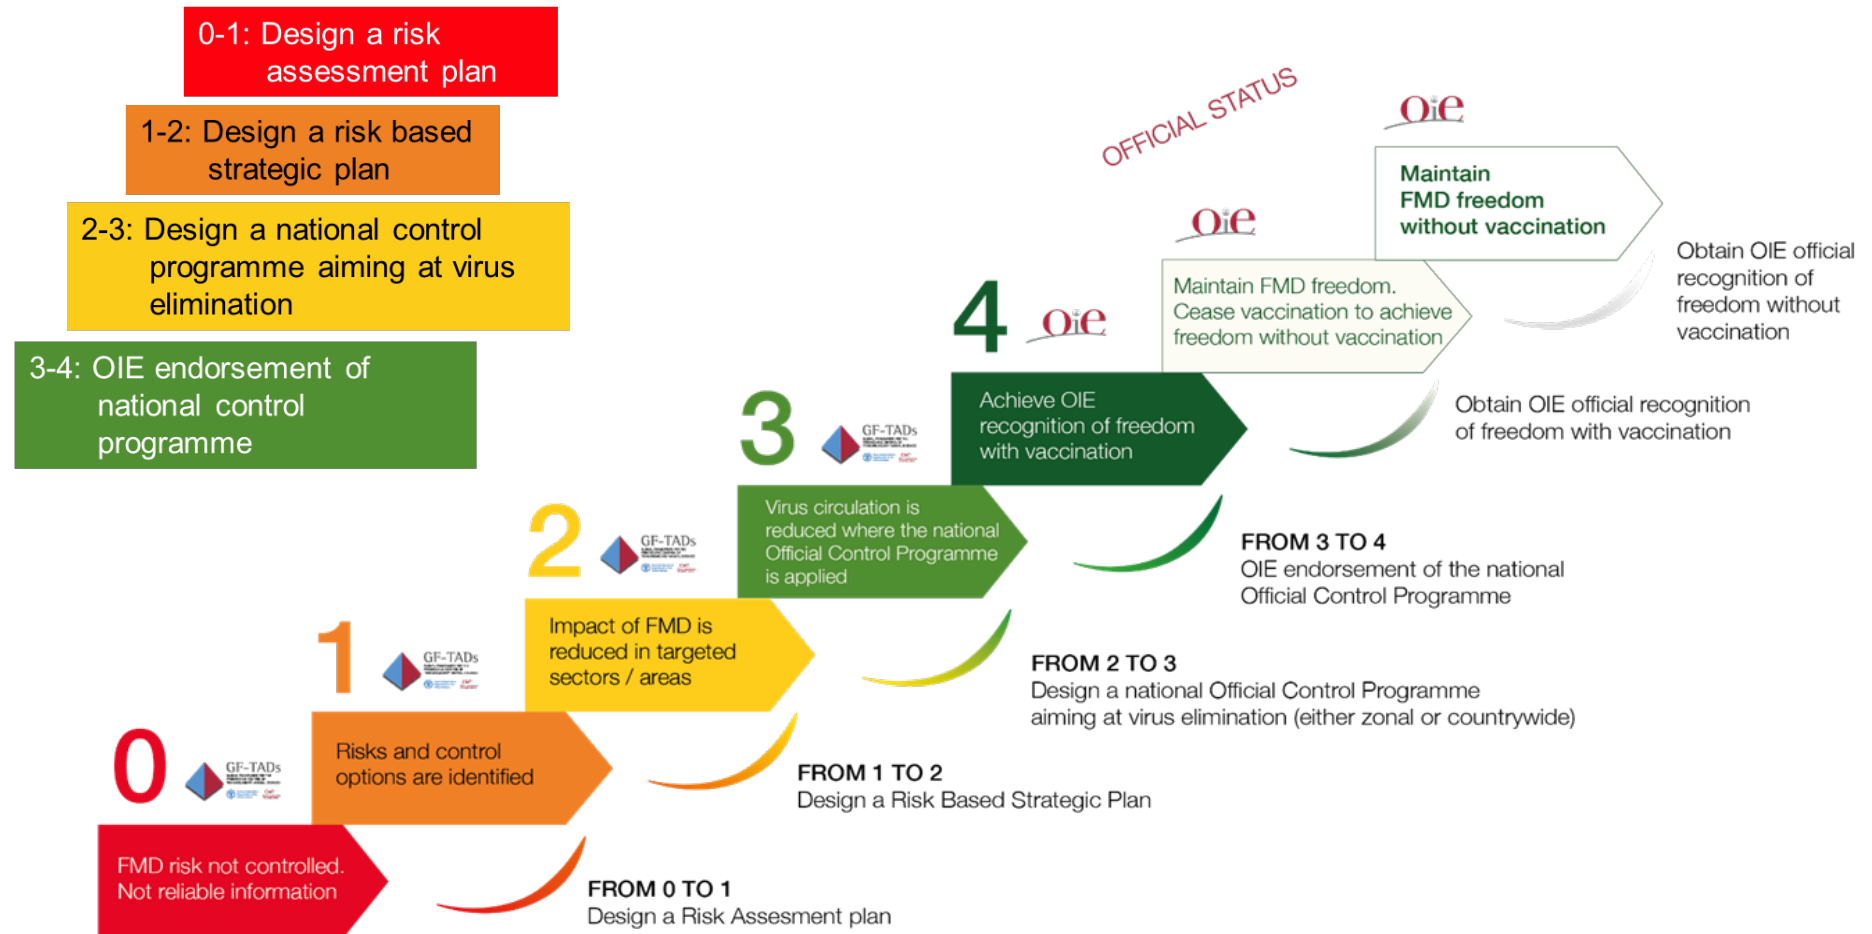 0-1: Design a risk
assessment plan
1-2: Design a risk based
strategic plan
2-3: Design a national control
programme aiming at virus
elimination
3-4: OIE endorsement of
national control
programme
OFFICIAL STATUS
OiE
Maintain
FMD freedom
without vaccination
Obtain OIE official
recognition of
freedom without
vaccination
OiE
Maintain FMD freedom.
Cease vaccination to achieve
freedom without vaccination
Obtain OIE official recognition
of freedom with vaccination
4
OiE
Achieve OIE
recognition of freedom
with vaccination
FROM 3 TO 4
OIE endorsement of the national
Official Control Programme
3
GF-TADs
Virus circulation is
reduced where the national
Official Control Programme
is applied
FROM 2 TO 3
Design a national Official Control Programme
aiming at virus elimination (either zonal or countrywide)
2
GF-TADs
Impact of FMD is
reduced in targeted
sectors / areas
FROM 1 TO 2
Design a Risk Based Strategic Plan
1
GF-TADs
Risks and control
options are identified
FROM 0 TO 1
Design a Risk Assesment plan
0
GF-TADs
FMD risk not controlled.
Not reliable information